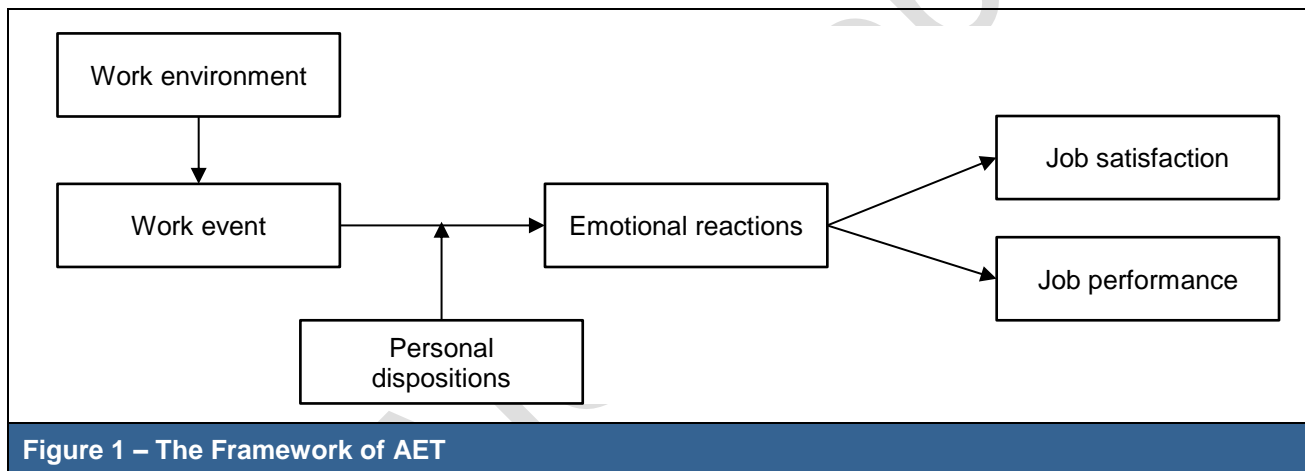 Work environment
Work event
Emotional reactions
Job satisfaction
Job performance
Personal
dispositions
Figure 1 – The Framework of AET